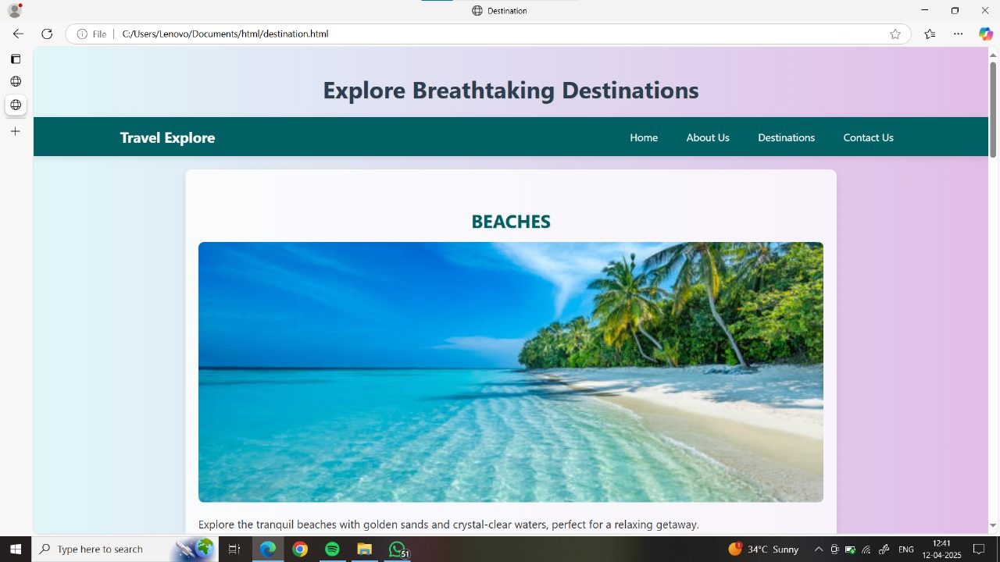 Destination
File
C:/Users/Lenovo/Documents/html/destination.html
Explore Breathtaking Destinations
Travel Explore
Home
About Us
Destinations
Contact Us
BEACHES
Explore the tranquil beaches with golden sands and crystal-clear waters, perfect for a relaxing getaway.
Type here to search
51
1
34°C Sunny
ENG
12:41
12-04-2025